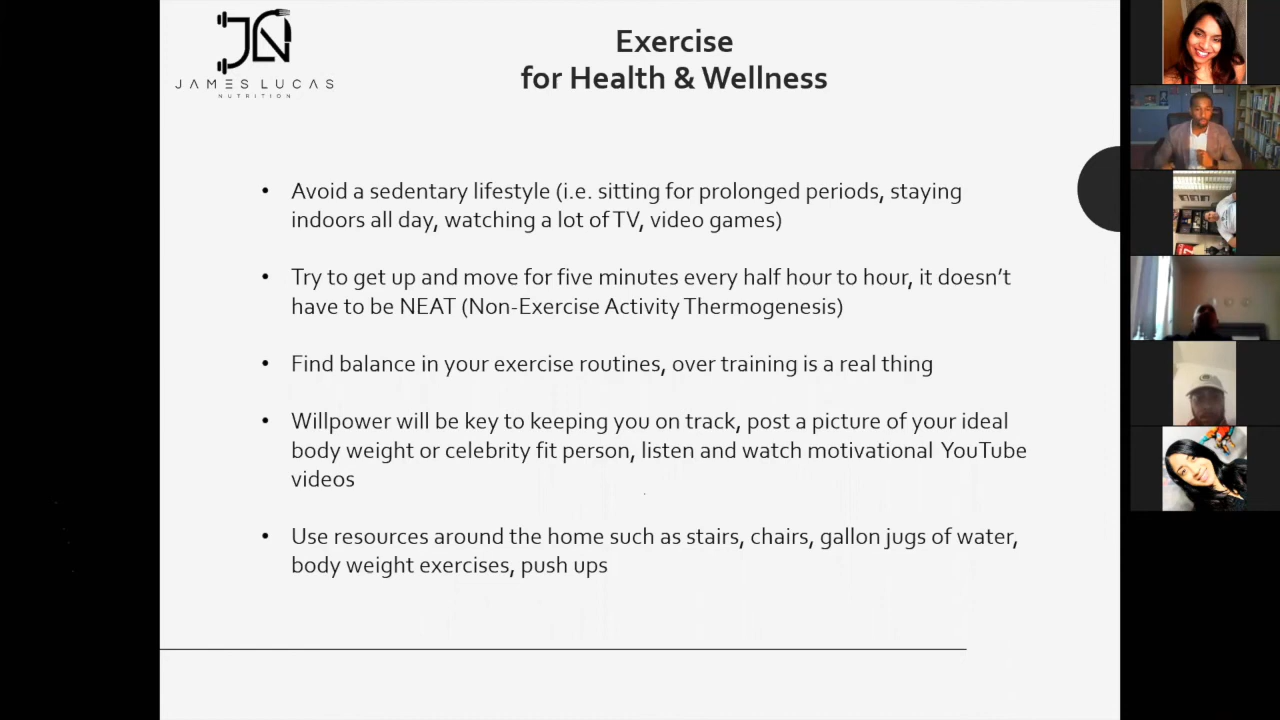 JAMES LUCAS
NUTRITION
Exercise
for Health & Wellness
• Avoid a sedentary lifestyle (i.e. sitting for prolonged periods, staying
indoors all day, watching a lot of TV, video games)
• Try to get up and move for five minutes every half hour to hour, it doesn’t
have to be NEAT (Non-Exercise Activity Thermogenesis)
• Find balance in your exercise routines, over training is a real thing
• Willpower will be key to keeping you on track, post a picture of your ideal
body weight or celebrity fit person, listen and watch motivational YouTube
videos
• Use resources around the home such as stairs, chairs, gallon jugs of water,
body weight exercises, push ups